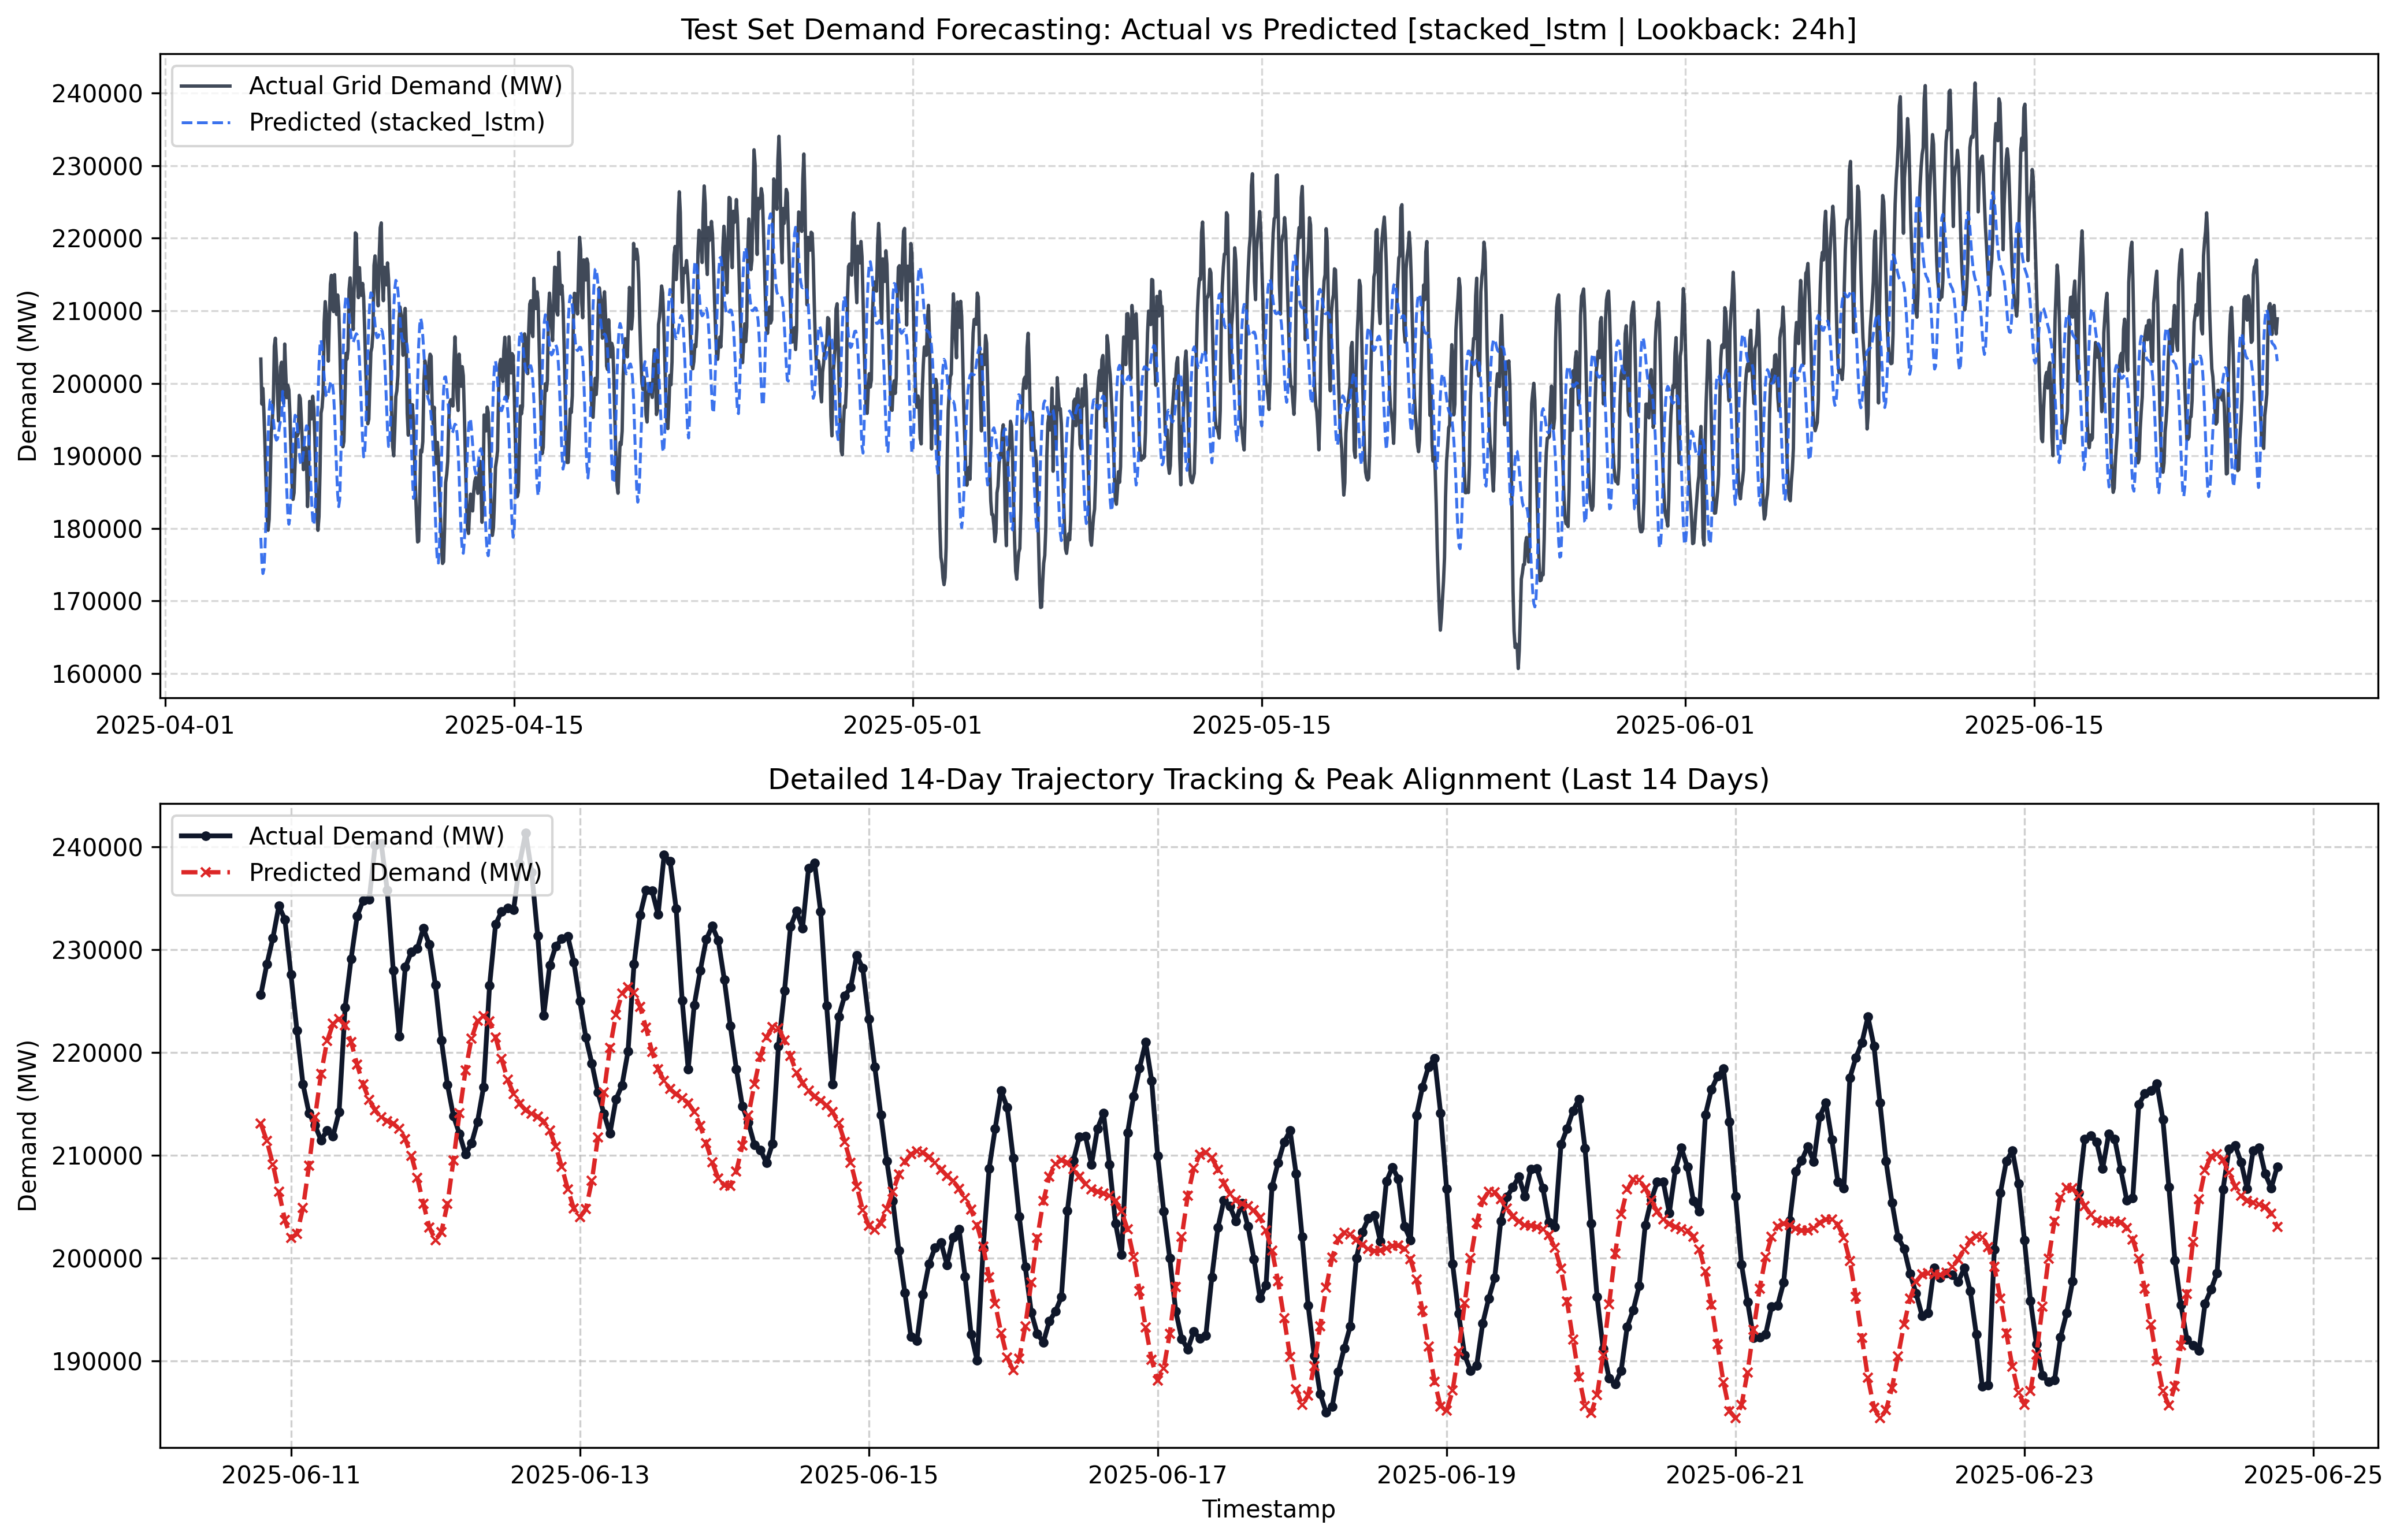 Test Set Demand Forecasting: Actual vs Predicted [stacked_lstm | Lookback: 24h]
Actual Grid Demand (MW)
Predicted (stacked_lstm)
Demand (MW)
240000
230000
220000
210000
200000
190000
180000
170000
160000
2025-04-01 2025-04-15 2025-05-01 2025-05-15 2025-06-01 2025-06-15
Detailed 14-Day Trajectory Tracking & Peak Alignment (Last 14 Days)
Actual Demand (MW)
Predicted Demand (MW)
Demand (MW)
240000
230000
220000
210000
200000
190000
2025-06-11 2025-06-13 2025-06-15 2025-06-17 2025-06-19 2025-06-21 2025-06-23 2025-06-25
Timestamp